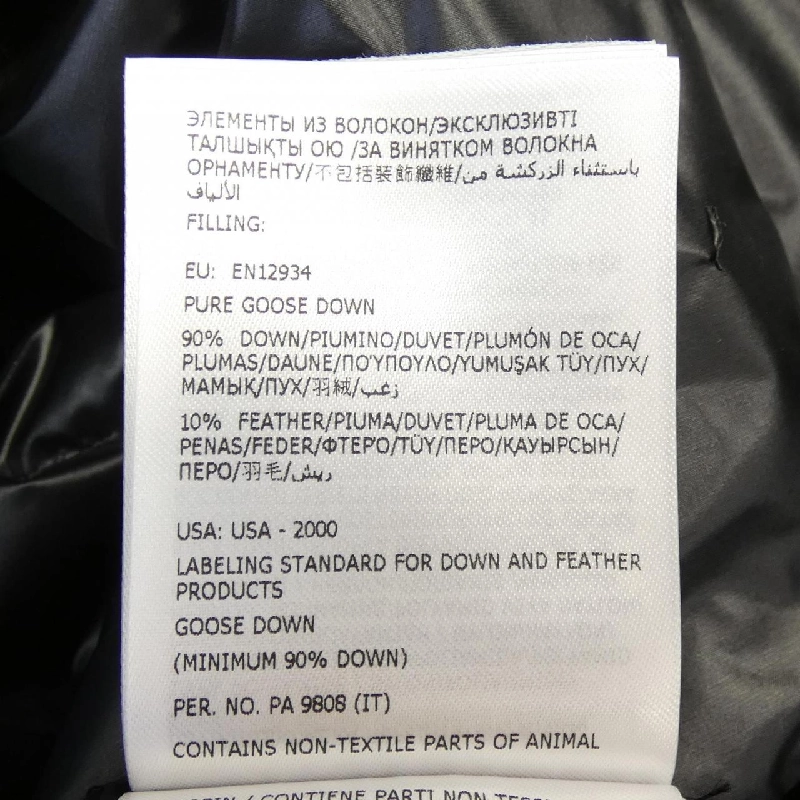 ЭЛЕМЕНТЫ ИЗ ВОЛОКОН/ЭКСКЛЮЗИВТІ
ТАЛШЫҚТЫ ОЮ /ЗА ВИНЯТКОМ ВОЛОКНА
ОРНАМЕНТУ/不包括裝飾纖維/باستثناء الزركشة من
الألياف
FILLING:
EU: EN12934
PURE GOOSE DOWN
90% DOWN/PIUMINO/DUVET/PLUMÓN DE OCA/
PLUMAS/DAUNE/ΠΟΎΠΟΥΛΟ/YUMUŞAK TÜY/ПУХ/
МАМЫҚ/ПУХ/羽絨/زغب
10% FEATHER/PIUMA/DUVET/PLUMA DE OCA/
PENAS/FEDER/ΦΤΕΡΌ/TÜY/ПЕРО/ҚАУЫРСЫН/
ПЕРО/羽毛/ريش
USA: USA - 2000
LABELING STANDARD FOR DOWN AND FEATHER
PRODUCTS
GOOSE DOWN
(MINIMUM 90% DOWN)
PER. NO. PA 9808 (IT)
CONTAINS NON-TEXTILE PARTS OF ANIMAL
CONTIENE PARTI NON